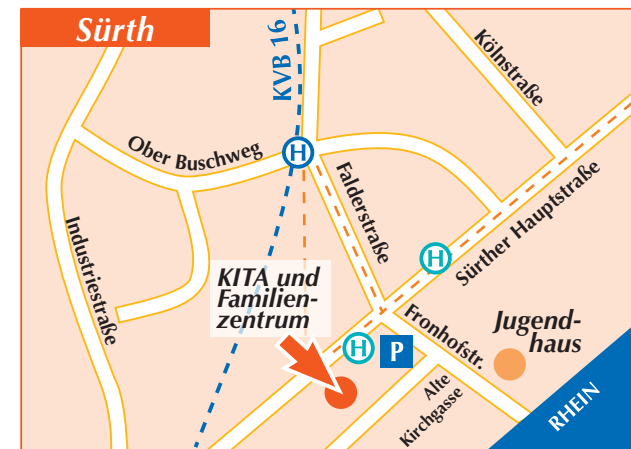 Sürth
KVB 16
Kölnstraße
H
Ober Buschweg
Falderstraße
Sürther Hauptstraße
Industriestraße
H
KITA und
Familien-
zentrum
Fronhofstr.
Jugend-
haus
H
P
Alte
Kirchgasse
RHEIN